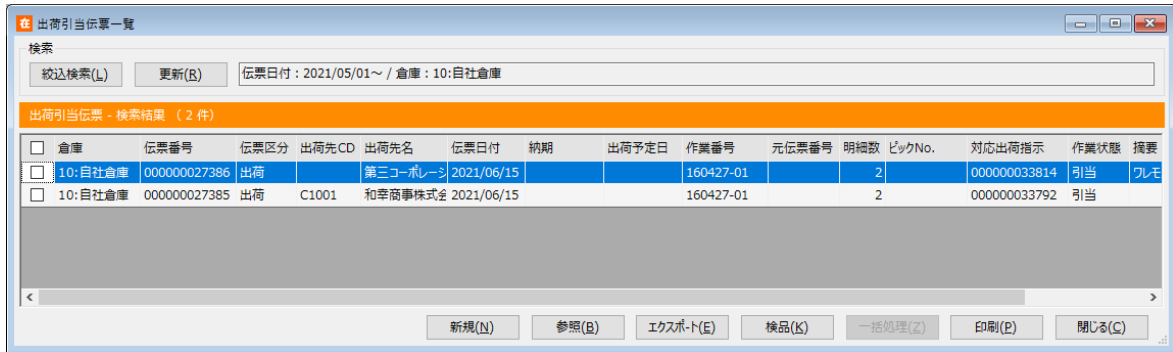 在 出荷引当伝票一覧
検索
絞込検索(L) 更新(R) 伝票日付：2021/05/01～ / 倉庫：10:自社倉庫
出荷引当伝票 - 検索結果 （ 2 件）
倉庫 伝票番号 伝票区分 出荷先CD 出荷先名 伝票日付 納期 出荷予定日 作業番号 元伝票番号 明細数 ピックNo. 対応出荷指示 作業状態 摘要
10:自社倉庫 000000027386 出荷 第三コーポレーシ 2021/06/15 160427-01 2 000000033814 引当 ワレモ
10:自社倉庫 000000027385 出荷 C1001 和幸商事株式会 2021/06/15 160427-01 2 000000033792 引当
新規(N) 参照(B) エクスポート(E) 検品(K) 一括処理(Z) 印刷(P) 閉じる(C)